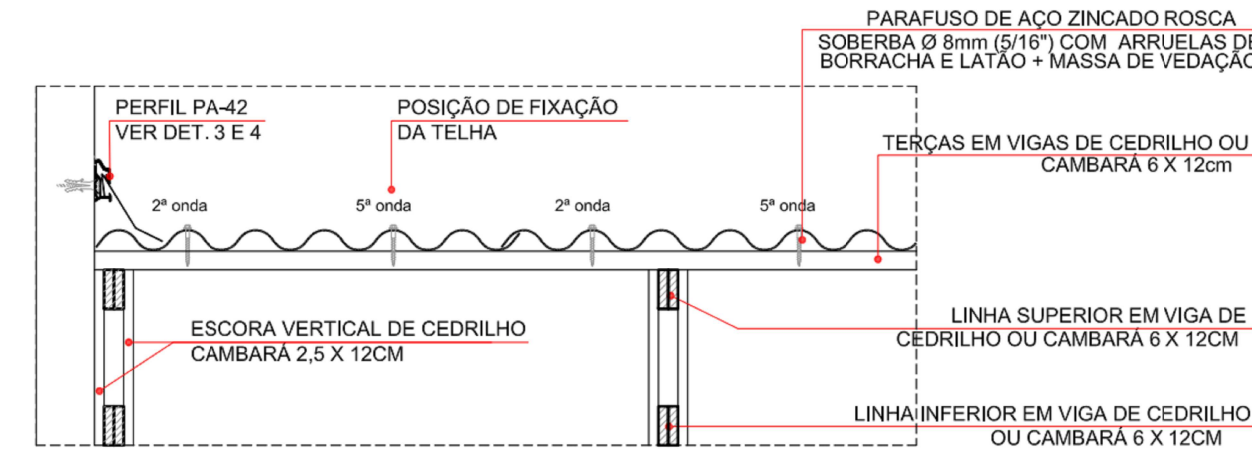 PARAFUSO DE AÇO ZINCADO ROSCA
SOBERBA Ø 8mm (5/16") COM ARRUELAS DE
BORRACHA E LATÃO + MASSA DE VEDAÇÃO
PERFIL PA-42
VER DET. 3 E 4
POSIÇÃO DE FIXAÇÃO
DA TELHA
TERÇAS EM VIGAS DE CEDRILHO OU
CAMBARÁ 6 X 12cm
2ª onda
5ª onda
2ª onda
5ª onda
ESCORA VERTICAL DE CEDRILHO
CAMBARÁ 2,5 X 12CM
LINHA SUPERIOR EM VIGA DE
CEDRILHO OU CAMBARÁ 6 X 12CM
LINHA INFERIOR EM VIGA DE CEDRILHO
OU CAMBARÁ 6 X 12CM